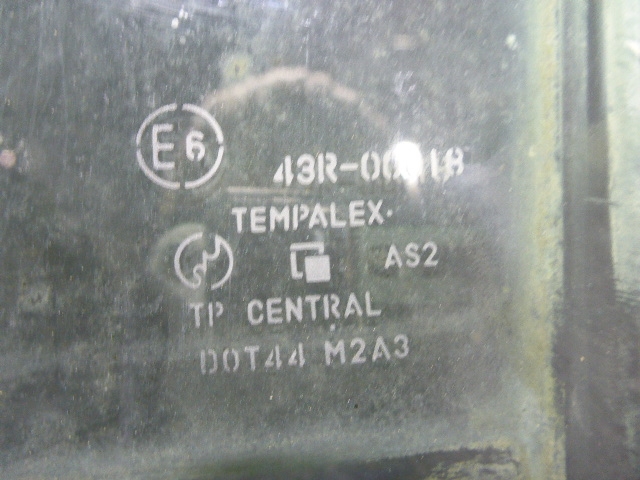 E6
TEMPALEX.
AS2
TP CENTRAL
DOT44 M2A3